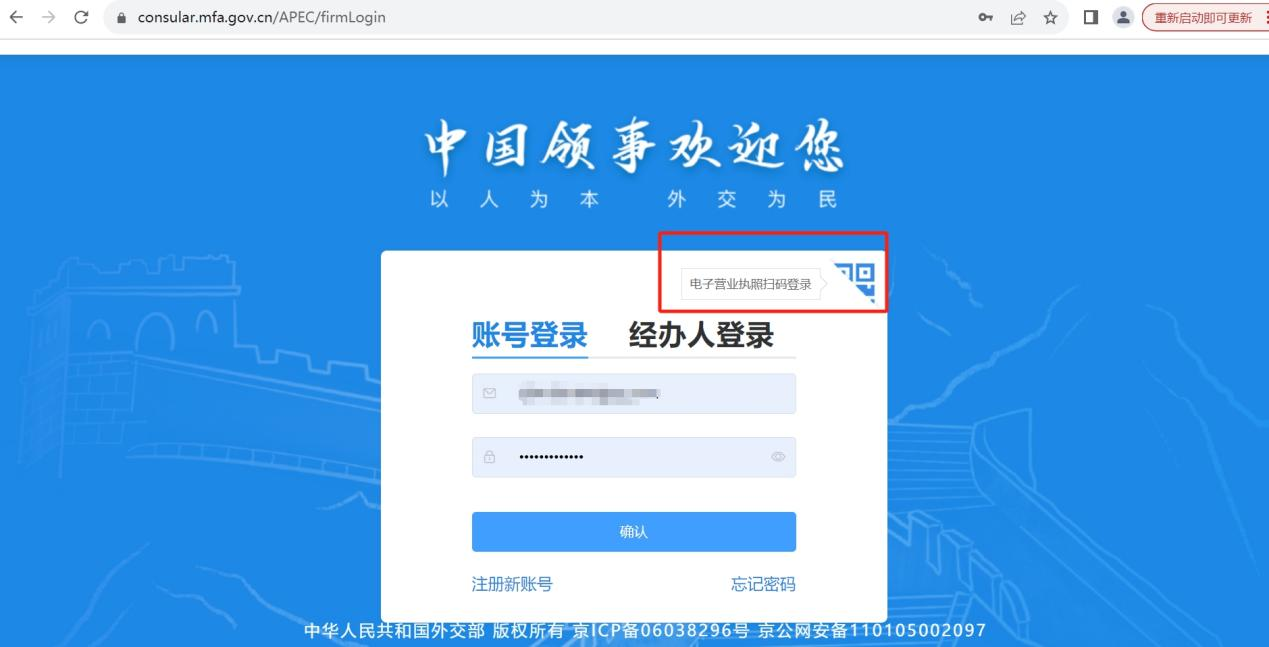 consular.mfa.gov.cn/APEC/firmLogin
重新启动即可更新
中国领事欢迎您
以人为本 外交为民
电子营业执照扫码登录
账号登录 经办人登录
•••••••••••••
确认
注册新账号 忘记密码
中华人民共和国外交部 版权所有 京ICP备06038296号 京公网安备110105002097